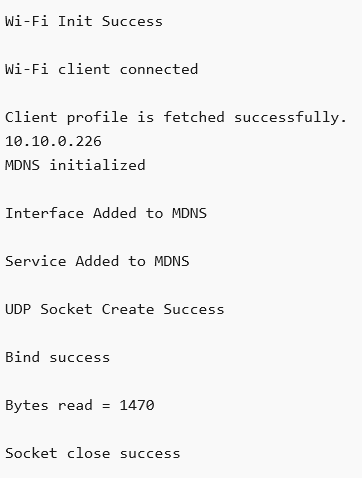 Wi-Fi Init Success
Wi-Fi client connected
Client profile is fetched successfully.
10.10.0.226
MDNS initialized
Interface Added to MDNS
Service Added to MDNS
UDP Socket Create Success
Bind success
Bytes read = 1470
Socket close success